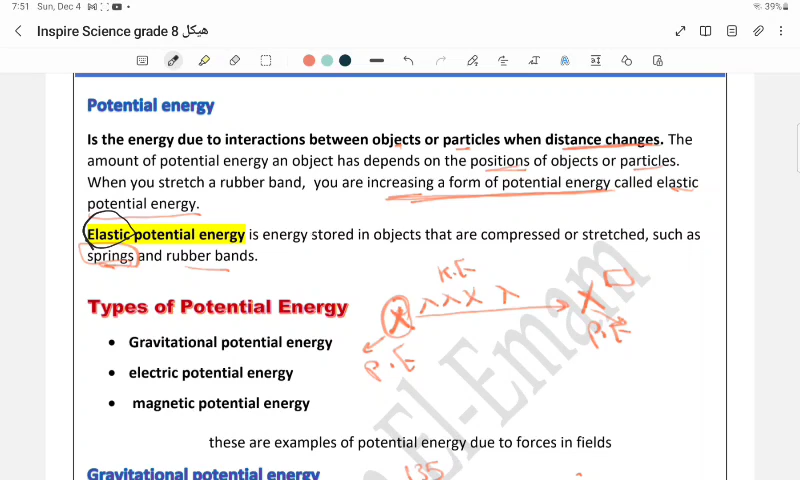 7:51 Sun, Dec 4
39%
Inspire Science grade 8 هيكل
Potential energy
Is the energy due to interactions between objects or particles when distance changes. The
amount of potential energy an object has depends on the positions of objects or particles.
When you stretch a rubber band, you are increasing a form of potential energy called elastic
potential energy.
Elastic potential energy is energy stored in objects that are compressed or stretched, such as
springs and rubber bands.
K.E
Types of Potential Energy
P.E
P.E
• Gravitational potential energy
• electric potential energy
• magnetic potential energy
El-Emam
these are examples of potential energy due to forces in fields
Gravitational potential energy
135